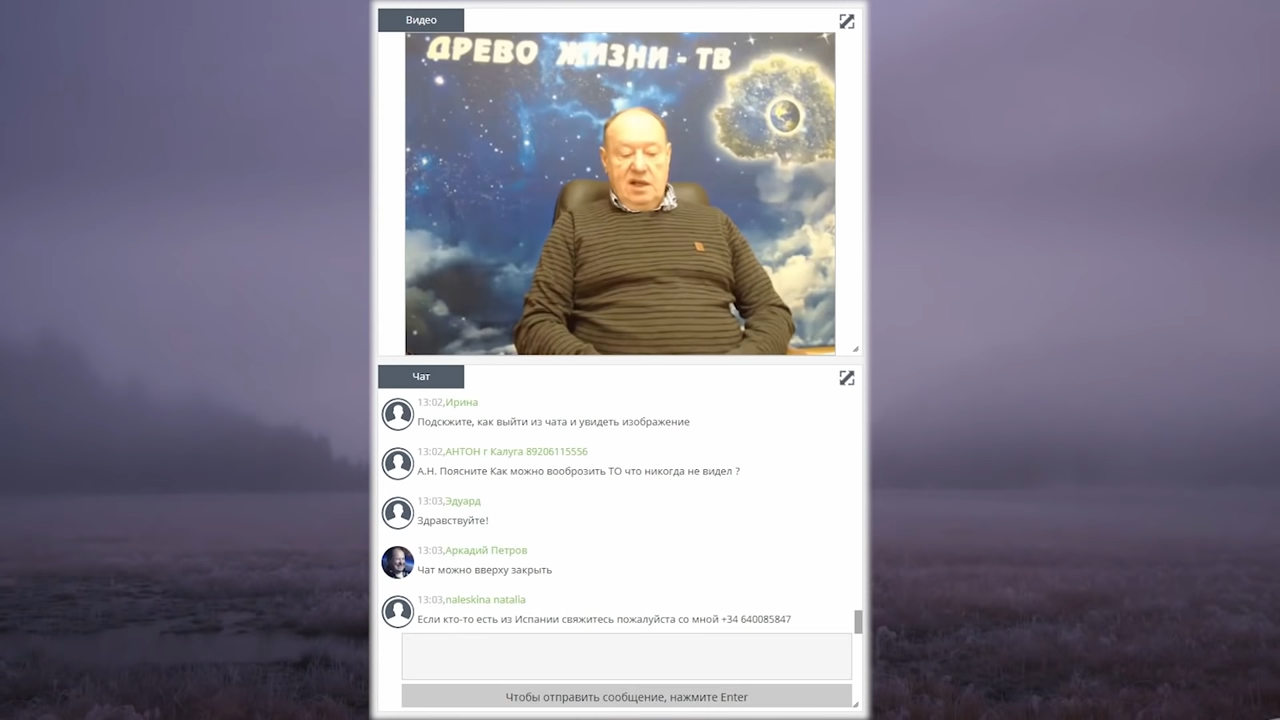 Видео
ДРЕВО ЖИЗНИ - ТВ
Чат
13:02,Ирина
Подскжите, как выйти из чата и увидеть изображение
13:02,АНТОН г Калуга 89206115556
А.Н. Поясните Как можно вооброзить ТО что никогда не видел ?
13:03,Эдуард
Здравствуйте!
13:03,Аркадий Петров
Чат можно вверху закрыть
13:03,naleskina natalia
Если кто-то есть из Испании свяжитесь пожалуйста со мной +34 640085847
Чтобы отправить сообщение, нажмите Enter